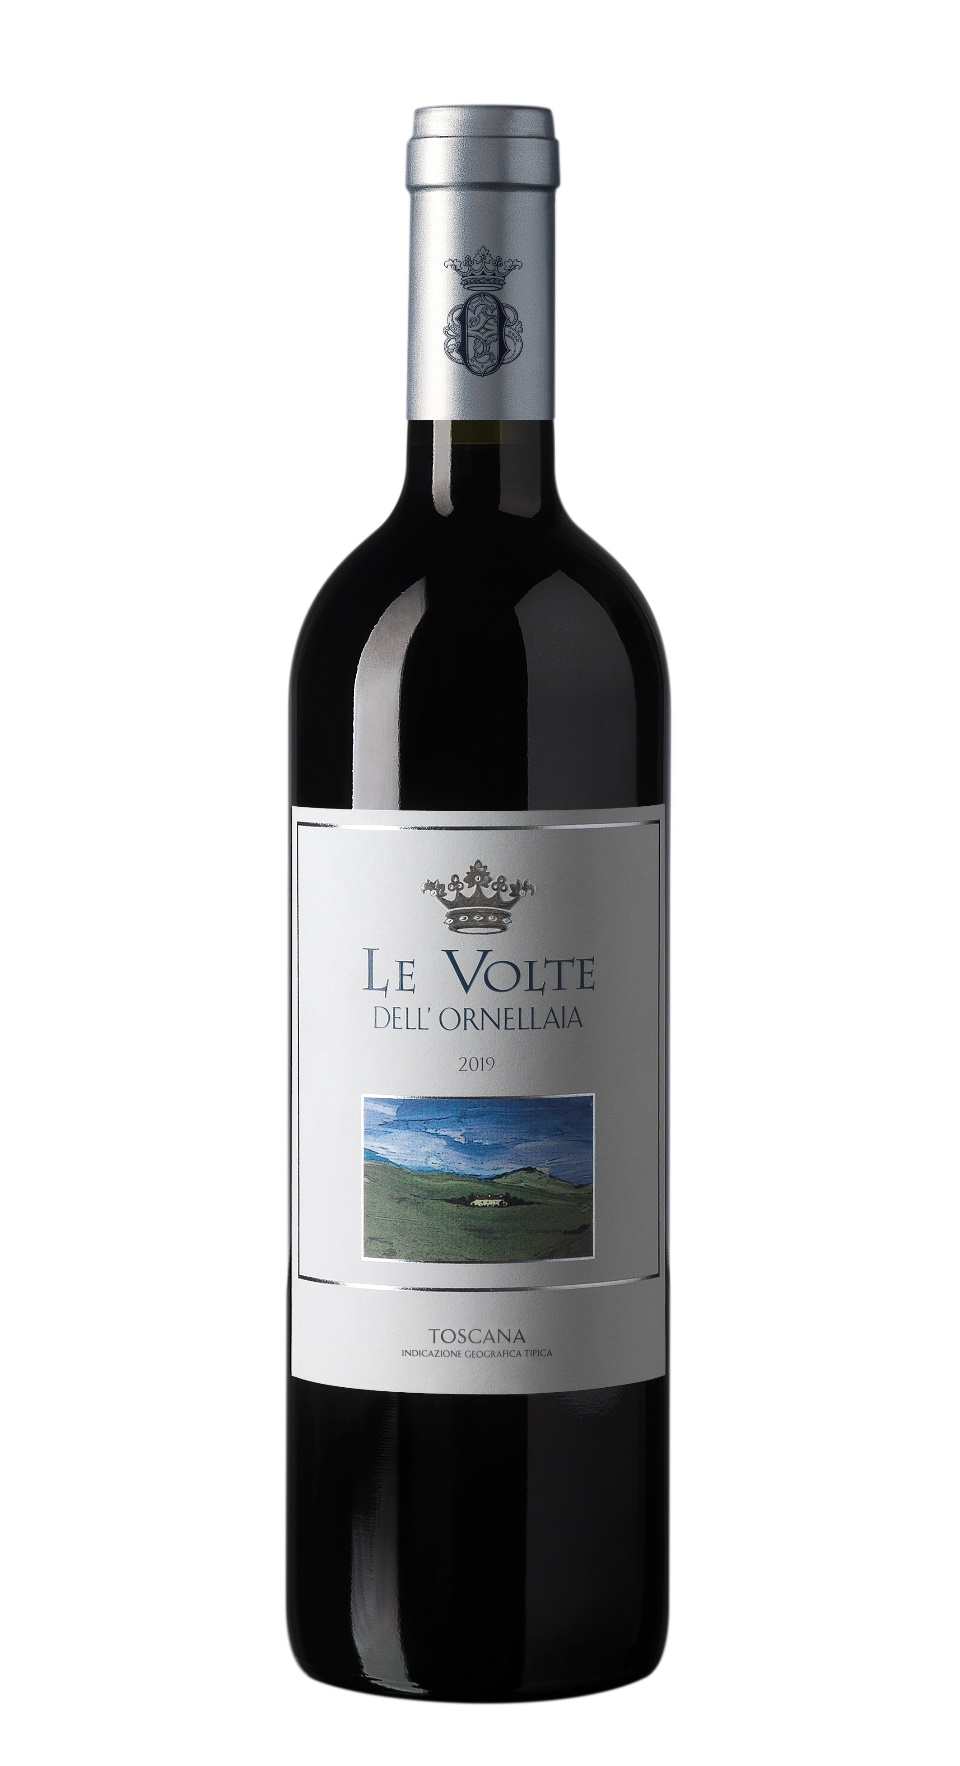 O
LE VOLTE
DELL' ORNELLAIA
2019
TOSCANA
INDICAZIONE GEOGRAFICA TIPICA